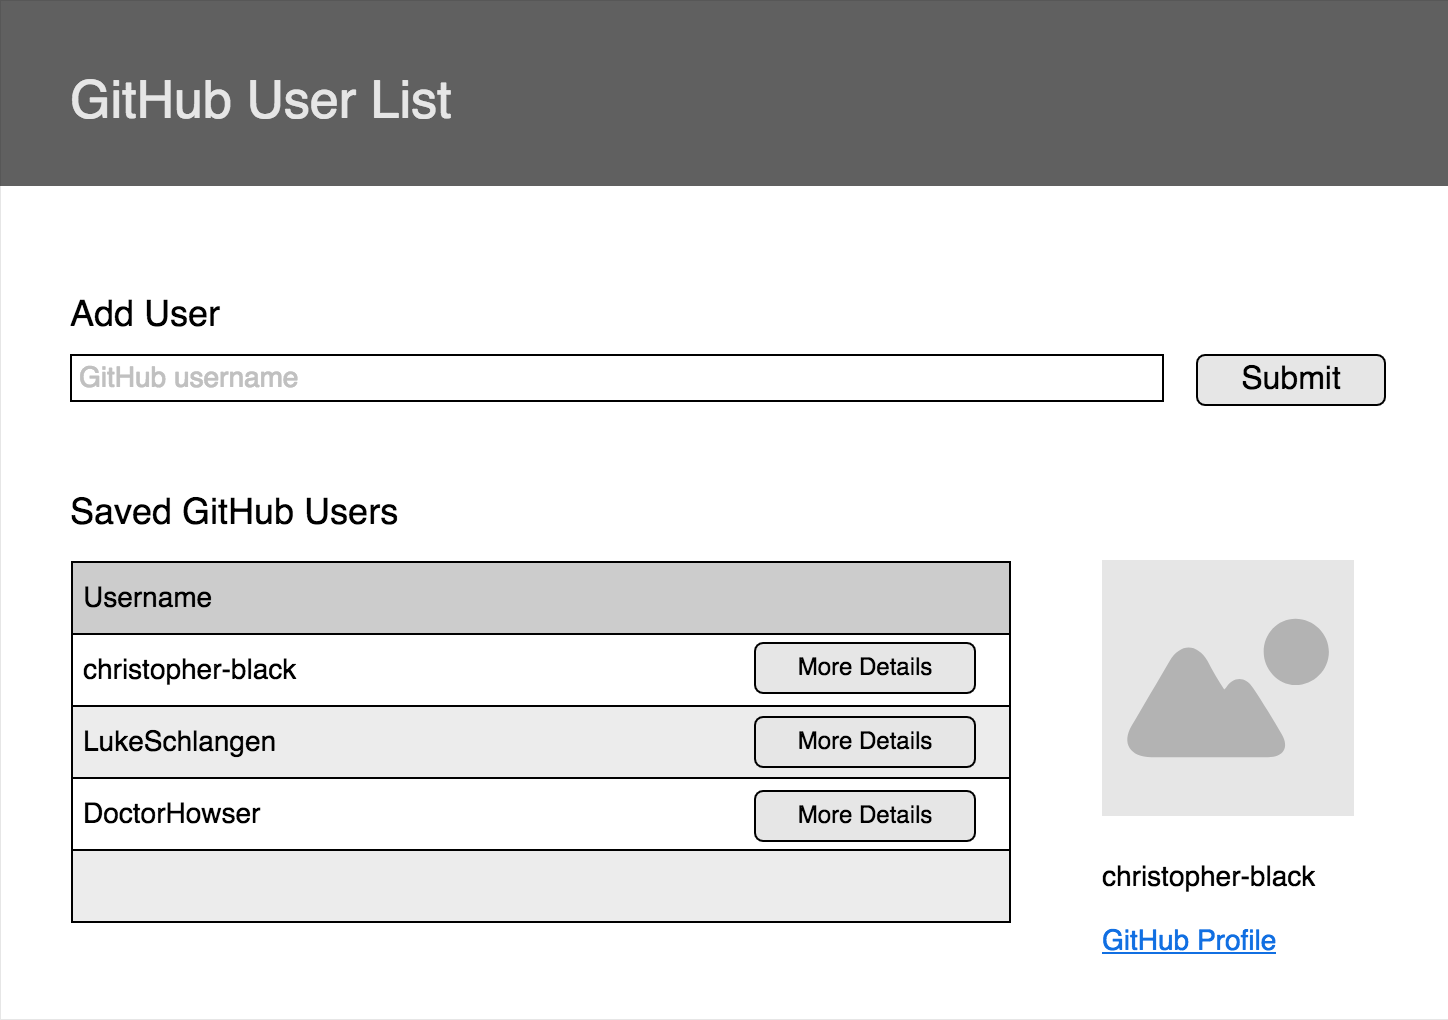 GitHub User List
Add User
GitHub username
Submit
Saved GitHub Users
Username
christopher-black
More Details
LukeSchlangen
More Details
DoctorHowser
More Details
christopher-black
GitHub Profile